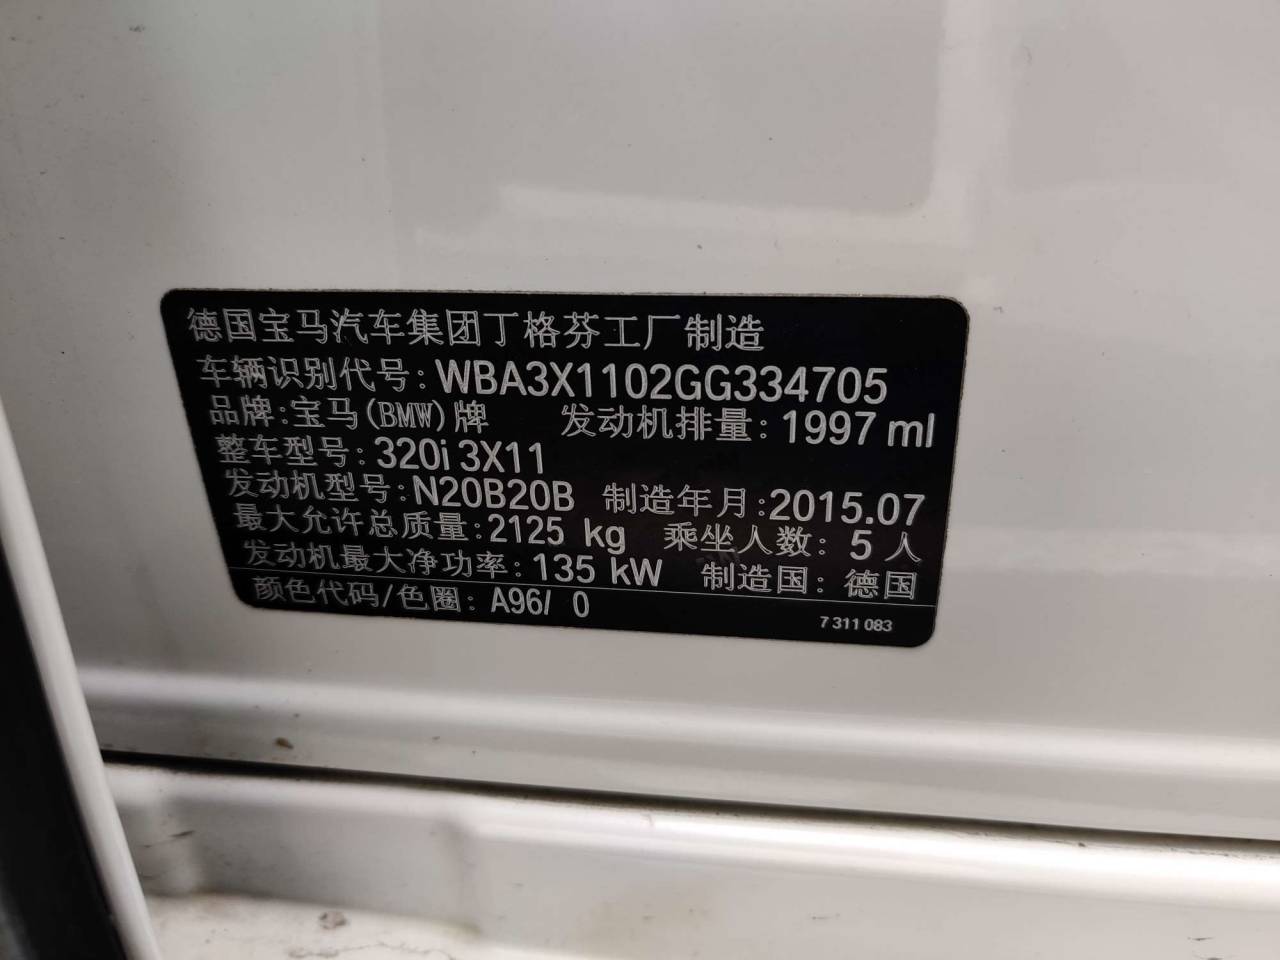 德国宝马汽车集团丁格芬工厂制造
车辆识别代号: WBA3X1102GG334705
品牌:宝马(BMW)牌 发动机排量: 1997 ml
整车型号: 320i 3X11
发动机型号: N20B20B 制造年月: 2015.07
最大允许总质量: 2125 kg 乘坐人数: 5 人
发动机最大净功率: 135 kW 制造国: 德国
颜色代码/色圈: A96/ 0
7 311 083